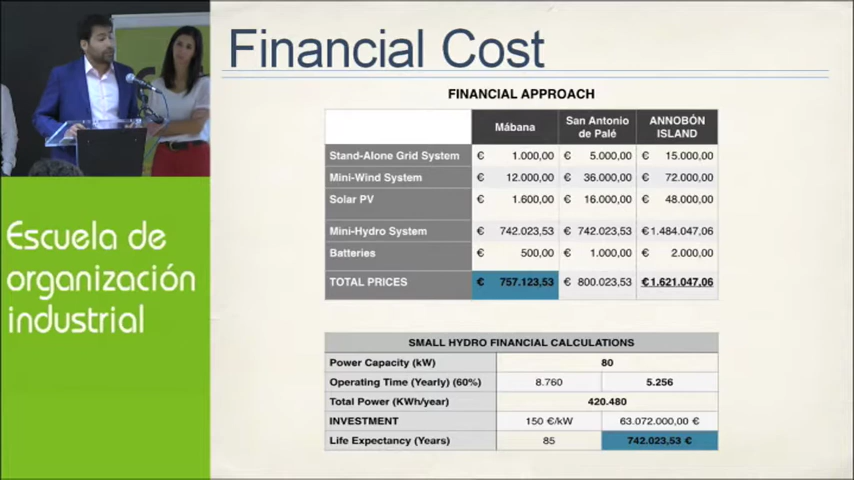 Financial Cost
FINANCIAL APPROACH
Mábana San Antonio de Palé ANNOBÓN ISLAND
Stand-Alone Grid System € 1.000,00 € 5.000,00 € 15.000,00
Mini-Wind System € 12.000,00 € 36.000,00 € 72.000,00
Solar PV € 1.600,00 € 16.000,00 € 48.000,00
Mini-Hydro System € 742.023,53 € 742.023,53 € 1.484.047,06
Batteries € 500,00 € 1.000,00 € 2.000,00
TOTAL PRICES € 757.123,53 € 800.023,53 € 1.621.047,06
SMALL HYDRO FINANCIAL CALCULATIONS
Power Capacity (kW) 80
Operating Time (Yearly) (60%) 8.760 5.256
Total Power (KWh/year) 420.480
INVESTMENT 150 €/kW 63.072.000,00 €
Life Expectancy (Years) 85 742.023,53 €
Escuela de
organización
industrial